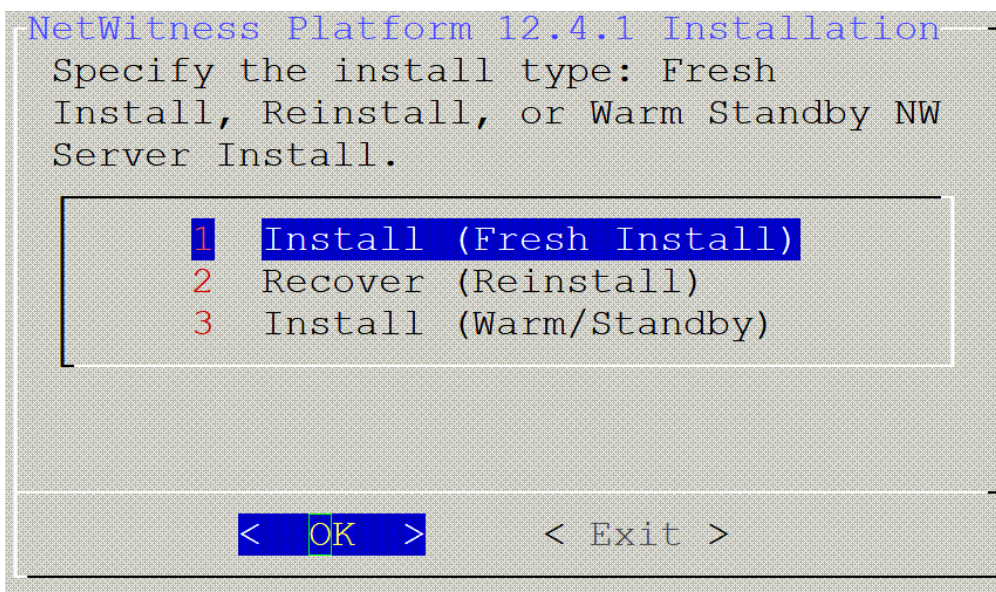 NetWitness Platform 12.4.1 Installation
Specify the install type: Fresh
Install, Reinstall, or Warm Standby NW
Server Install.
1 Install (Fresh Install)
2 Recover (Reinstall)
3 Install (Warm/Standby)
< OK > < Exit >